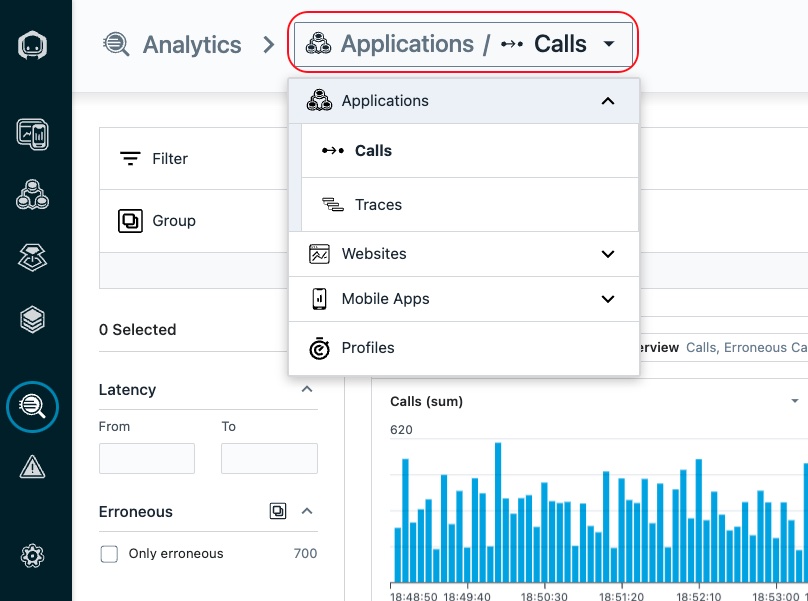 Analytics > Applications / Calls
Applications
Calls
Traces
Websites
Mobile Apps
Profiles
Filter
Group
0 Selected
Latency
From To
Erroneous
Only erroneous 700
erview Calls, Erroneous Ca
Calls (sum)
620
18:48:50 18:49:40 18:50:30 18:51:20 18:52:10 18:53:00